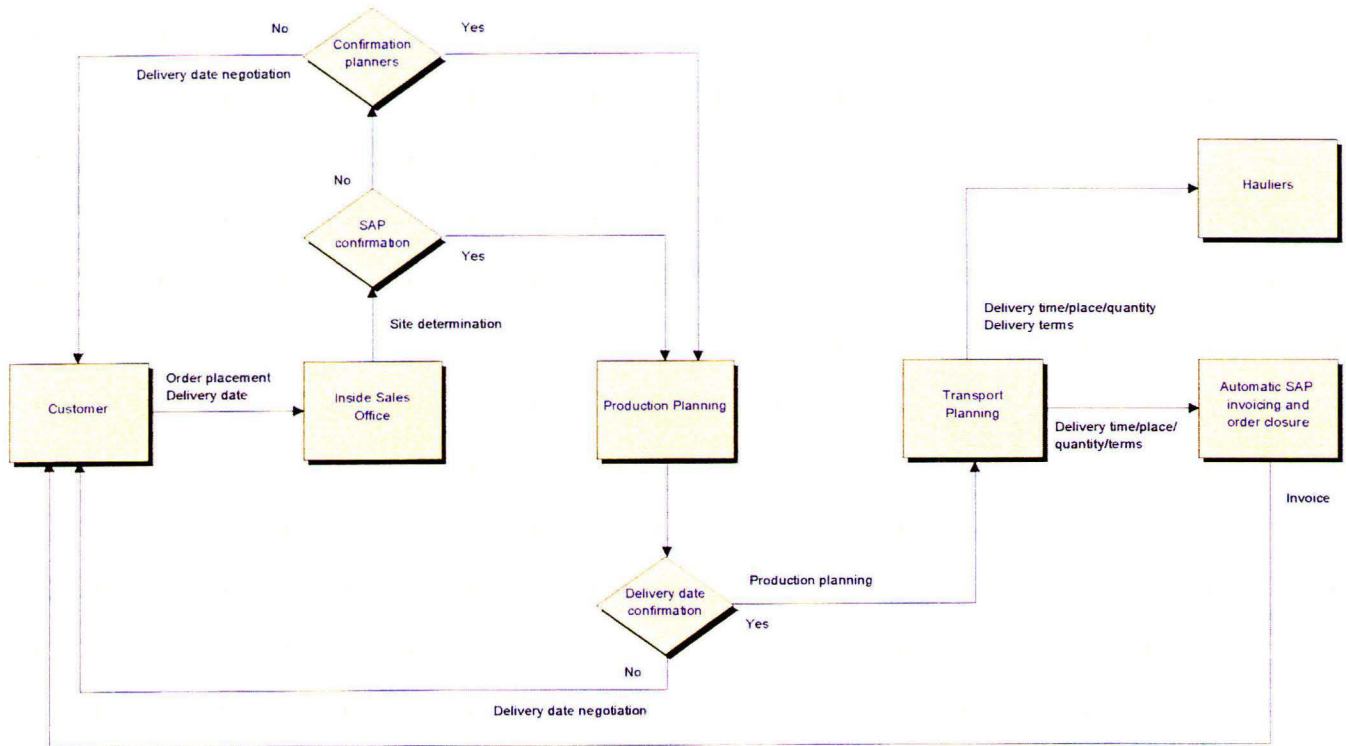 No
Yes
Confirmation
planners
Delivery date negotiation
Hauliers
No
SAP
confirmation
Yes
Delivery time/place/quantity
Delivery terms
Site determination
Customer
Order placement
Delivery date
Inside Sales
Office
Production Planning
Transport
Planning
Automatic SAP
invoicing and
order closure
Delivery time/place/
quantity/terms
Invoice
Production planning
Delivery date
confirmation
Yes
No
Delivery date negotiation